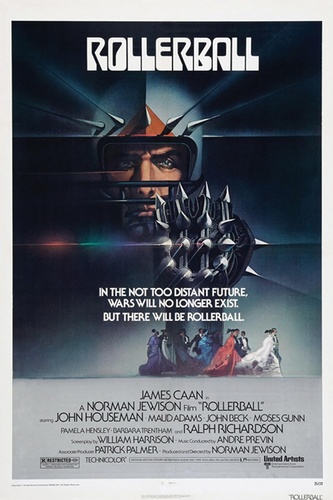 ROLLERBALL
IN THE NOT TOO DISTANT FUTURE,
WARS WILL NO LONGER EXIST.
BUT THERE WILL BE ROLLERBALL.
JAMES CAAN in
A NORMAN JEWISON Film "ROLLERBALL"
starring JOHN HOUSEMAN · MAUD ADAMS · JOHN BECK · MOSES GUNN
PAMELA HENSLEY · BARBARA TRENTHAM and RALPH RICHARDSON
Screenplay by WILLIAM HARRISON · Music Conducted by ANDRE PREVIN
Associate Producer PATRICK PALMER · Produced and Directed by NORMAN JEWISON
R RESTRICTED
TECHNICOLOR®
United Artists
ROLLERBALL